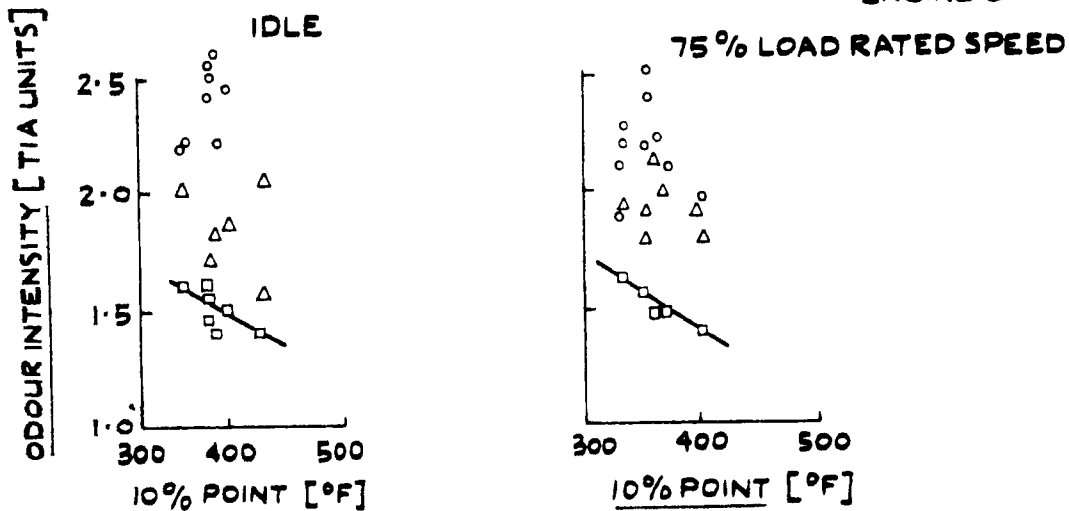 IDLE
75% LOAD RATED SPEED
ODOUR INTENSITY [TIA UNITS]
2.5
2.0
1.5
1.0
300 400 500
10% POINT [°F]
300 400 500
10% POINT [°F]